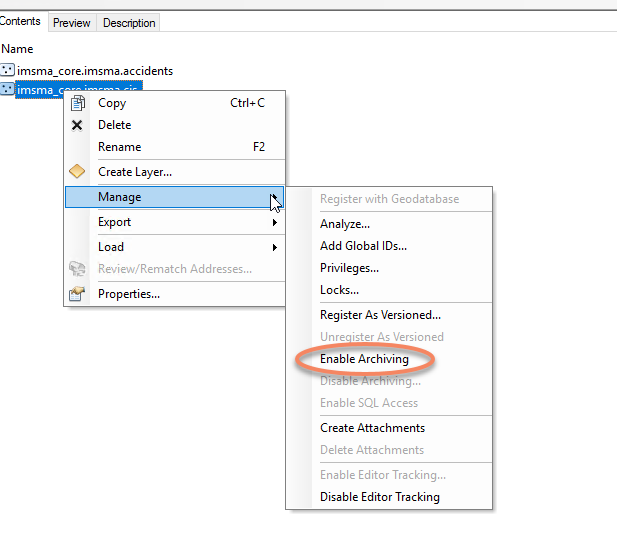 Contents Preview Description
Name
imsma_core.imsma.accidents
imsma_core.imsma.cis
Copy Ctrl+C
Delete
Rename F2
Create Layer...
Manage
Export
Load
Review/Rematch Addresses...
Properties...
Register with Geodatabase
Analyze...
Add Global IDs...
Privileges...
Locks...
Register As Versioned...
Unregister As Versioned
Enable Archiving
Disable Archiving...
Enable SQL Access
Create Attachments
Delete Attachments
Enable Editor Tracking...
Disable Editor Tracking